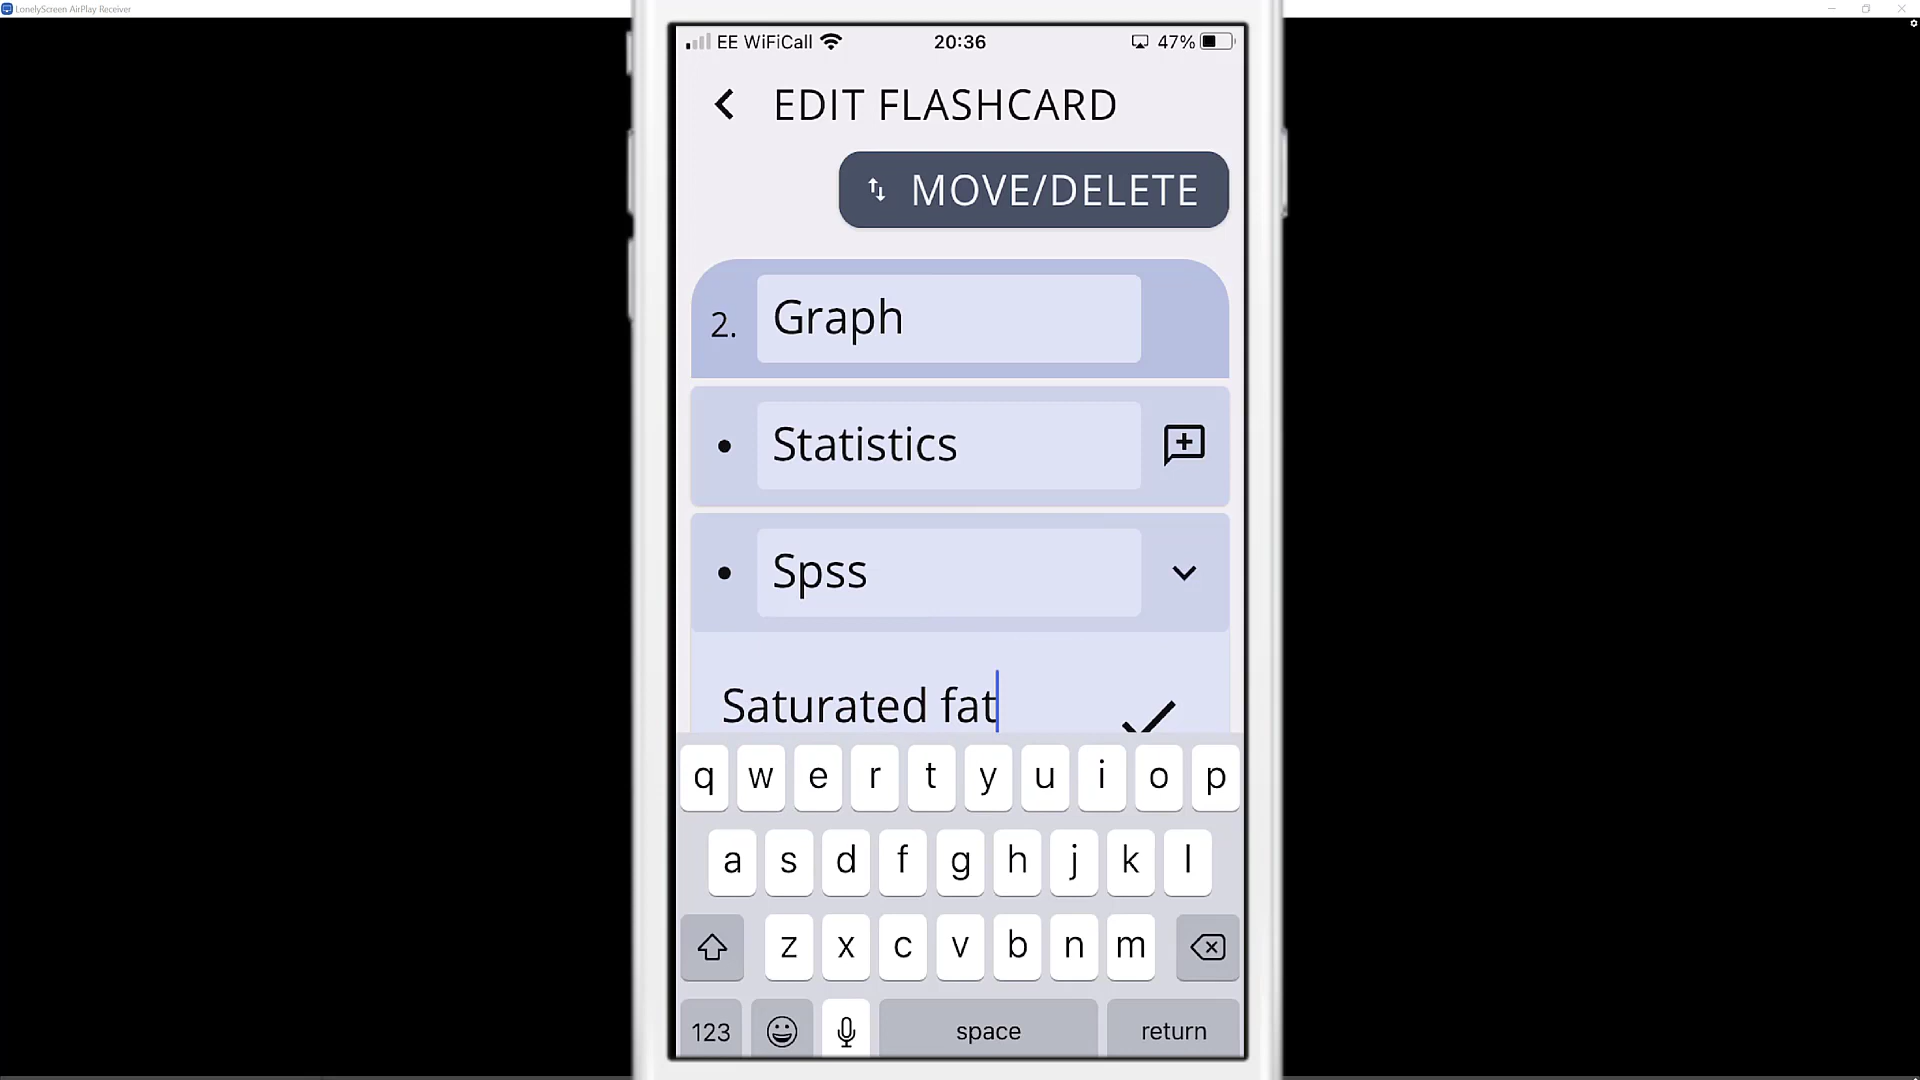 LonelyScreen AirPlay Receiver
EE WiFiCall 20:36 47%
EDIT FLASHCARD
MOVE/DELETE
2. Graph
• Statistics
• Spss
Saturated fat
q w e r t y u i o p
a s d f g h j k l
z x c v b n m
123 space return